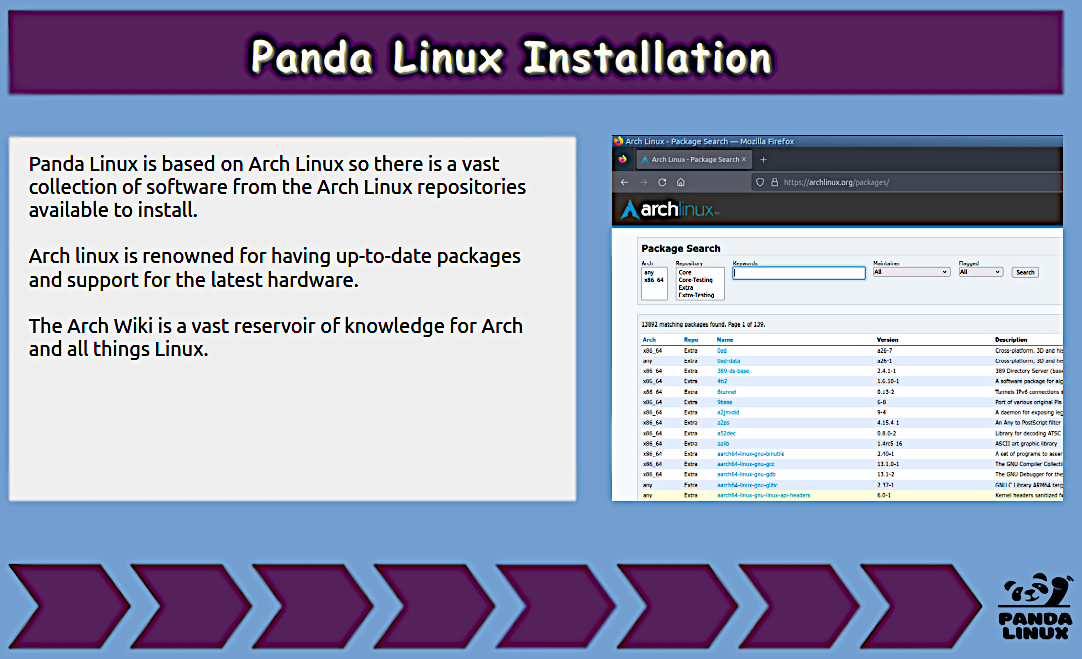 Panda Linux Installation
Panda Linux is based on Arch Linux so there is a vast
collection of software from the Arch Linux repositories
available to install.
Arch linux is renowned for having up-to-date packages
and support for the latest hardware.
The Arch Wiki is a vast reservoir of knowledge for Arch
and all things Linux.
Arch Linux - Package Search — Mozilla Firefox
Arch Linux - Package Search
https://archlinux.org/packages/
archlinux
Package Search
Arch Repository Keywords Maintainer Flagged
any Core All All Search
x86_64 Core-Testing
Extra
Extra-Testing
13892 matching packages found. Page 1 of 139.
Arch Repo Name Version Description
x86_64 Extra 0ad a26-7 Cross-platform, 3D and
any Extra 0ad-data a26-1 Cross-platform, 3D and
x86_64 Extra 389-ds-base 2.4.1-1 389 Directory Server
x86_64 Extra 4ti2 1.6.10-1 A software package for
x86_64 Extra 6tunnel 0.13-2 Tunnels IPv6 connections
x86_64 Extra 9base 6-8 Port of various original
x86_64 Extra a2jmidid 9-4 A daemon for exposing
x86_64 Extra a2ps 4.15.4-1 An Any to PostScript filter
x86_64 Extra a52dec 0.8.0-2 Library for decoding ATSC
x86_64 Extra aalib 1.4rc5-16 ASCII art graphic library
x86_64 Extra aarch64-linux-gnu-binutils 2.40-1 A set of programs to
x86_64 Extra aarch64-linux-gnu-gcc 13.1.0-1 The GNU Compiler
x86_64 Extra aarch64-linux-gnu-gdb 13.1-2 The GNU Debugger for
any Extra aarch64-linux-gnu-glibc 2.37-1 GNU C Library ARM64
any Extra aarch64-linux-gnu-linux-api-headers 6.0-1 Kernel headers sanitized
PANDA
LINUX